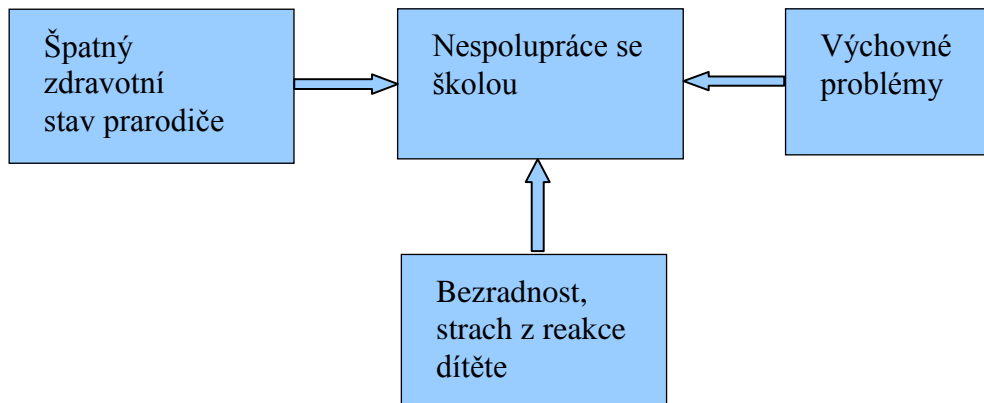 Špatný
zdravotní
stav prarodiče
Nespolupráce se
školou
Výchovné
problémy
Bezradnost,
strach z reakce
dítěte